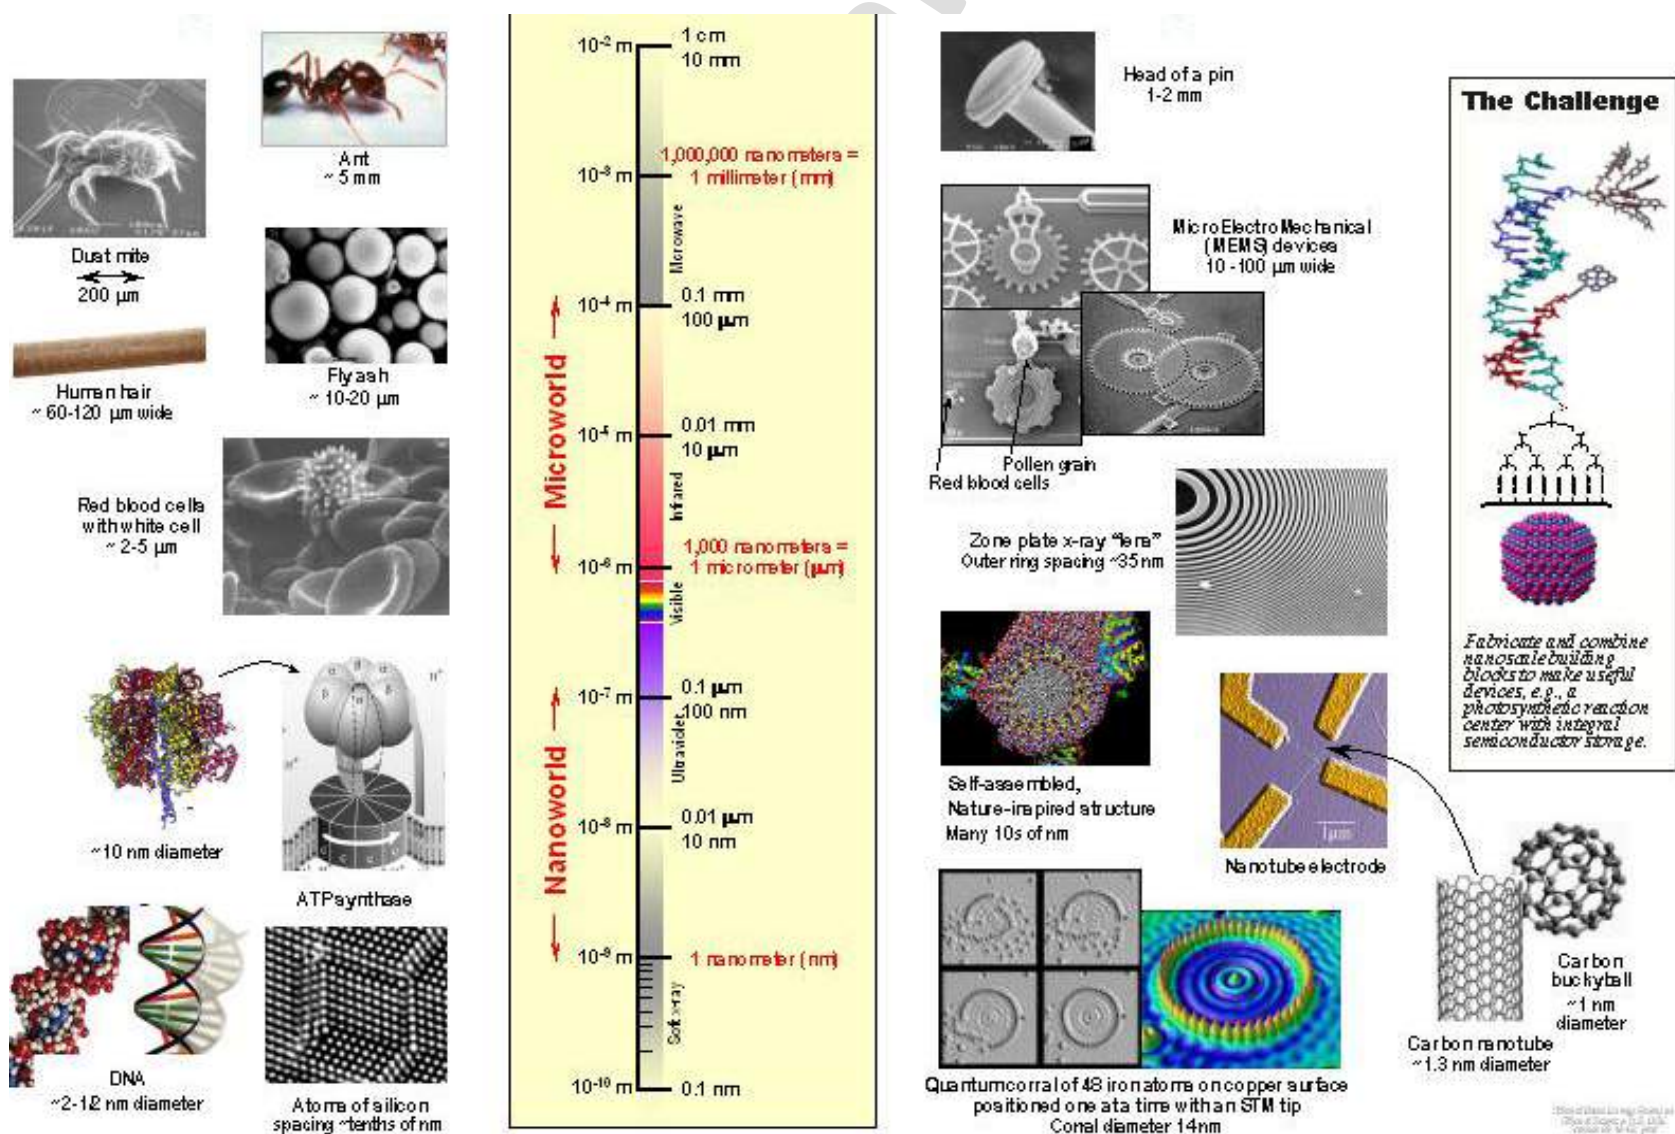 Ant
~ 5 mm
Dust mite
200 µm
Human hair
~ 60-120 µm wide
Fly ash
~ 10-20 µm
Red blood cells
with white cell
~ 2-5 µm
~10 nm diameter
ATP synthase
DNA
~2-1/2 nm diameter
Atoms of silicon
spacing ~tenths of nm
Microworld
Nanoworld
10-2 m
1 cm
10 mm
1,000,000 nanometers =
10-3 m
1 millimeter (mm)
Microwave
10-4 m
0.1 mm
100 µm
10-5 m
0.01 mm
10 µm
Infrared
1,000 nanometers =
10-6 m
1 micrometer (µm)
Visible
10-7 m
0.1 µm
100 nm
Ultraviolet
10-8 m
0.01 µm
10 nm
10-9 m
1 nanometer (nm)
Soft x-ray
10-10 m
0.1 nm
Head of a pin
1-2 mm
MicroElectroMechanical
(MEMS) devices
10 -100 µm wide
Pollen grain
Red blood cells
Zone plate x-ray "lens"
Outer ring spacing ~35 nm
Self-assembled,
Nature-inspired structure
Many 10s of nm
1µm
Nanotube electrode
Quantum corral of 48 iron atoms on copper surface
positioned one at a time with an STM tip
Corral diameter 14 nm
Carbon
buckyball
~1 nm
diameter
Carbon nanotube
~1.3 nm diameter
The Challenge
Fabricate and combine
nanoscale building
blocks to make useful
devices, e.g., a
photosynthetic reaction
center with integral
semiconductor storage.